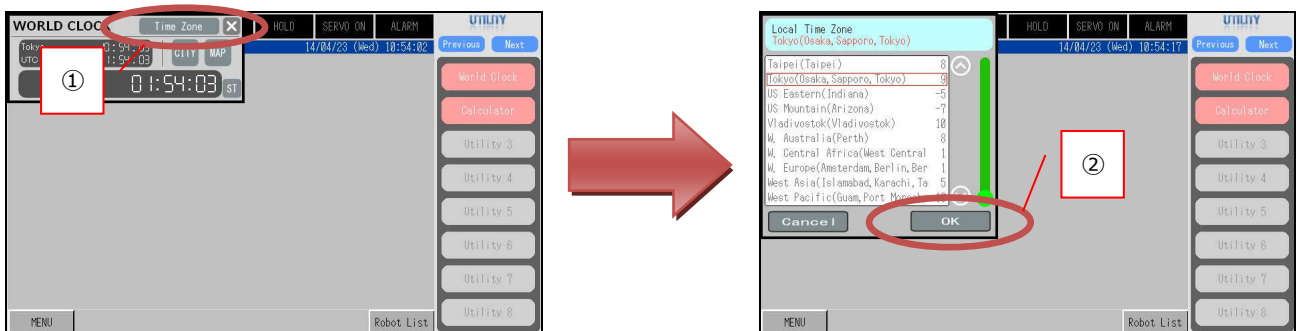 WORLD CLOCK Time Zone HOLD SERVO ON ALARM UTILITY
14/04/23 (Wed) 10:54:02 Previous Next
Tokyo
UTC CITY MAP
01:54:03 ST
①
World Clock
Calculator
Utility 3
Utility 4
Utility 5
Utility 6
Utility 7
Utility 8
MENU Robot List
Local Time Zone HOLD SERVO ON ALARM UTILITY
Tokyo(Osaka, Sapporo, Tokyo)
14/04/23 (Wed) 10:54:17 Previous Next
Taipei(Taipei) 8
Tokyo(Osaka, Sapporo, Tokyo) 9
US Eastern(Indiana) -5
US Mountain(Arizona) -7
Vladivostok(Vladivostok) 10
W. Australia(Perth) 8
W. Central Africa(West Central 1
W. Europe(Amsterdam, Berlin, Ber 1
West Asia(Islamabad, Karachi, Ta 5
West Pacific(Guam, Port
Cancel OK
②
World Clock
Calculator
Utility 3
Utility 4
Utility 5
Utility 6
Utility 7
Utility 8
MENU Robot List